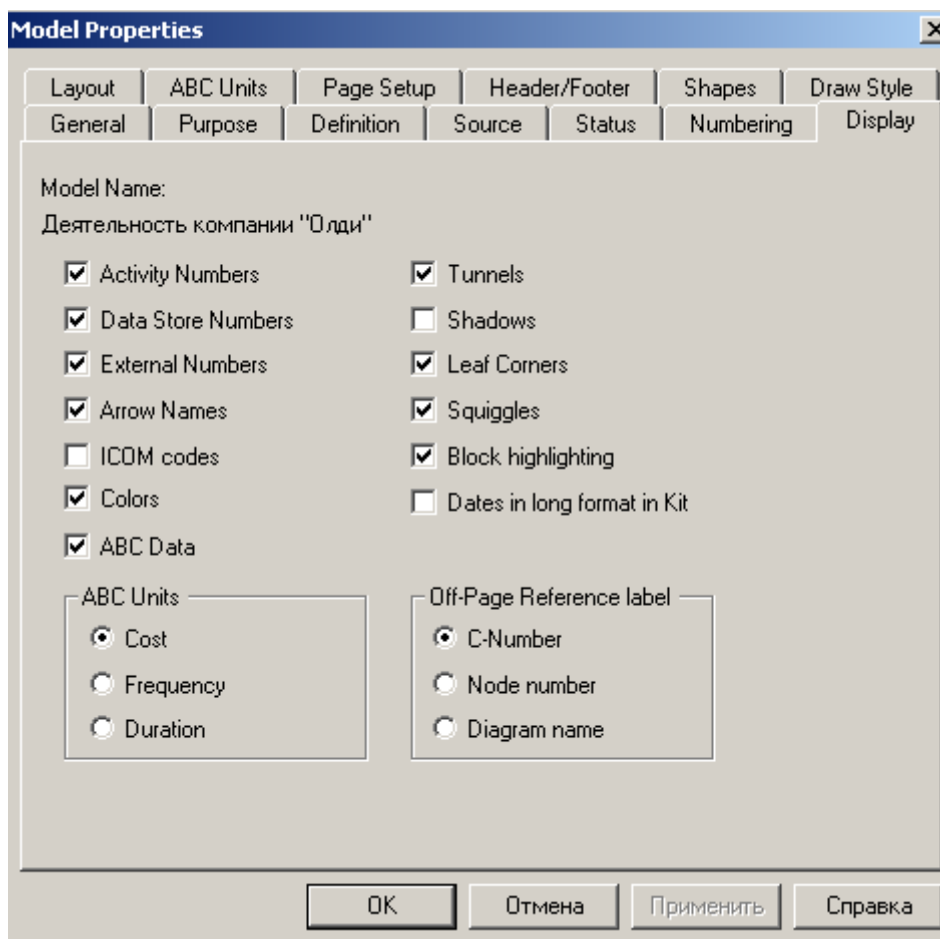 Model Properties
Layout ABC Units Page Setup Header/Footer Shapes Draw Style
General Purpose Definition Source Status Numbering Display
Model Name:
Деятельность компании "Олди"
Activity Numbers
Data Store Numbers
External Numbers
Arrow Names
ICOM codes
Colors
ABC Data
Tunnels
Shadows
Leaf Corners
Squiggles
Block highlighting
Dates in long format in Kit
ABC Units
Cost
Frequency
Duration
Off-Page Reference label
C-Number
Node number
Diagram name
OK Отмена Применить Справка